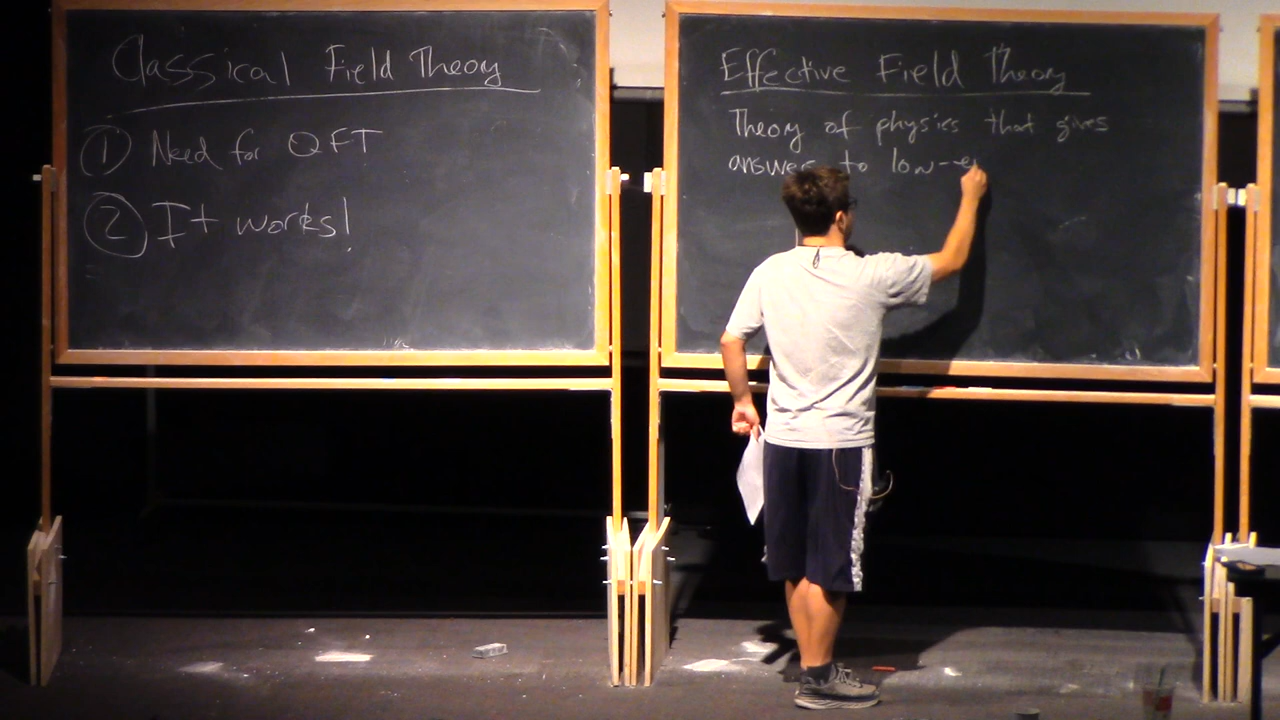 Classical Field Theory
① Need for QFT
② It works!
Effective Field Theory
Theory of physics that gives
answer to low-e